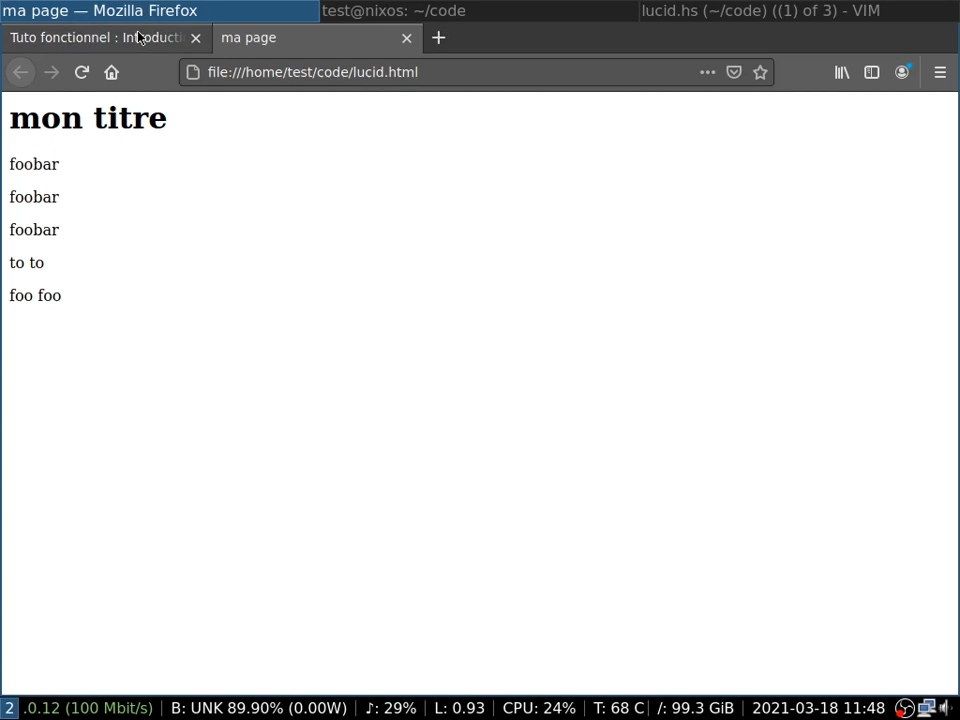 ma page — Mozilla Firefox test@nixos: ~/code lucid.hs (~/code) ((1) of 3) - VIM
Tuto fonctionnel : Introducti ma page
file:///home/test/code/lucid.html
mon titre
foobar
foobar
foobar
to to
foo foo
2 .0.12 (100 Mbit/s) B: UNK 89.90% (0.00W) ♪: 29% L: 0.93 CPU: 24% T: 68 C /: 99.3 GiB 2021-03-18 11:48